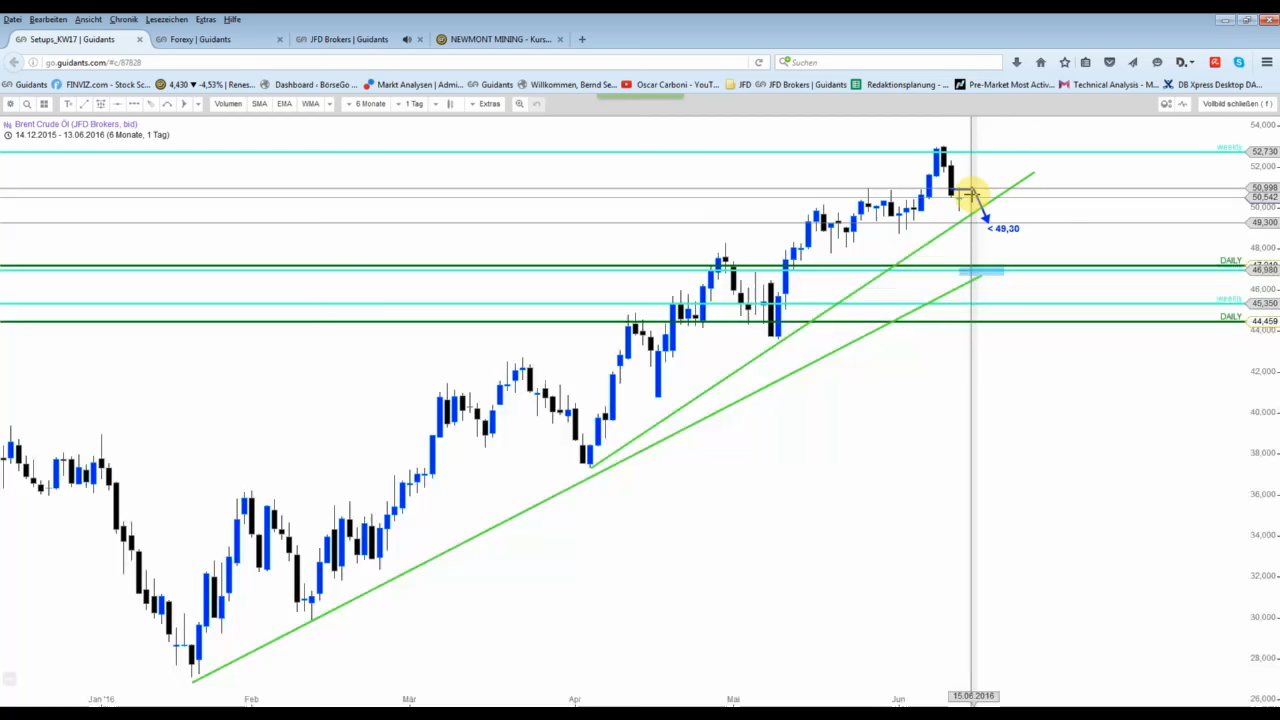 Datei Bearbeiten Ansicht Chronik Lesezeichen Extras Hilfe
Setups_KW17 | Guidants Forexy | Guidants JFD Brokers | Guidants NEWMONT MINING - Kurs...
go.guidants.com/#c/87828 Suchen
Guidants FINVIZ.com - Stock Sc... 4,430 ▼ -4,53% | Renes... Dashboard ‹ BörseGo... Markt Analysen | Admi... Guidants Willkommen, Bernd Se... Oscar Carboni - YouT... JFD JFD Brokers | Guidants Redaktionsplanung - ... Pre-Market Most Activ... Technical Analysis - M... DB Xpress Desktop DA...
Volumen SMA EMA WMA 6 Monate 1 Tag Extras Vollbild schließen ( f )
Brent Crude Öl (JFD Brokers, bid)
14.12.2015 - 13.06.2016 (6 Monate, 1 Tag)
54,000
weekly 52,730
52,000
50,998
50,542
50,000
49,300
< 49,30
48,000
DAILY
46,980
46,000
weekly 45,350
DAILY 44,459
44,000
42,000
40,000
38,000
36,000
34,000
32,000
30,000
28,000
26,000
Jan '16 Feb Mär Apr Mai Jun 15.06.2016